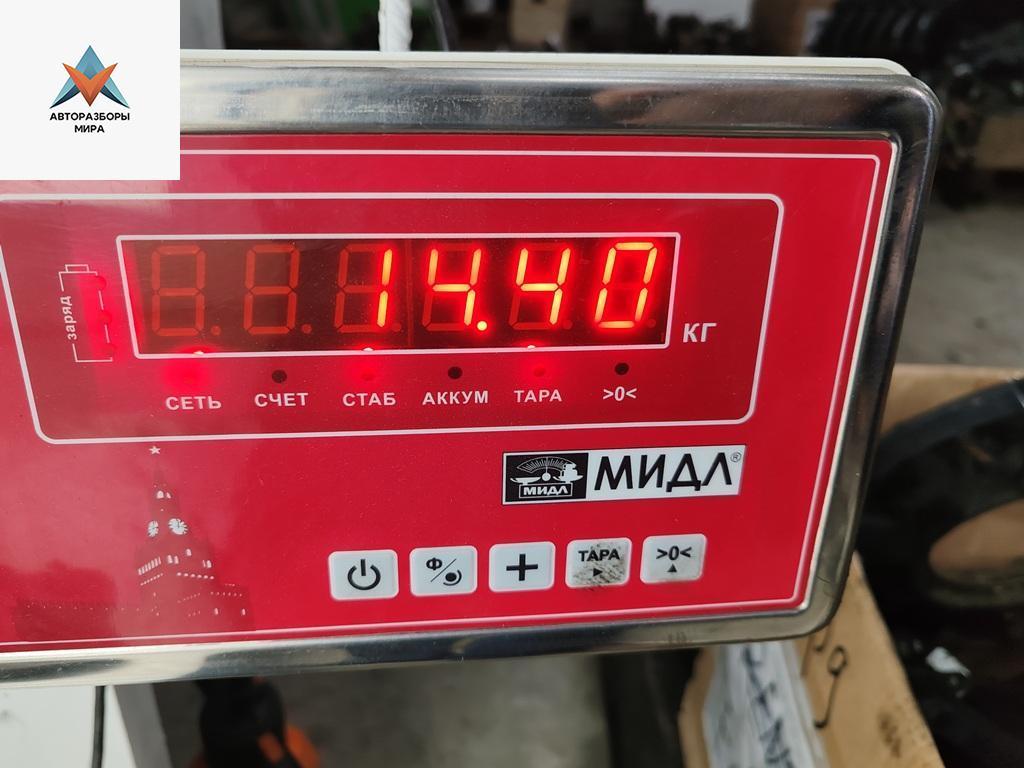 АВТОРАЗБОРЫ
МИРА
14.40
КГ
заряд
СЕТЬ СЧЕТ СТАБ АККУМ ТАРА >0<
МИДЛ МИДЛ®
Ф
+ ТАРА >0<